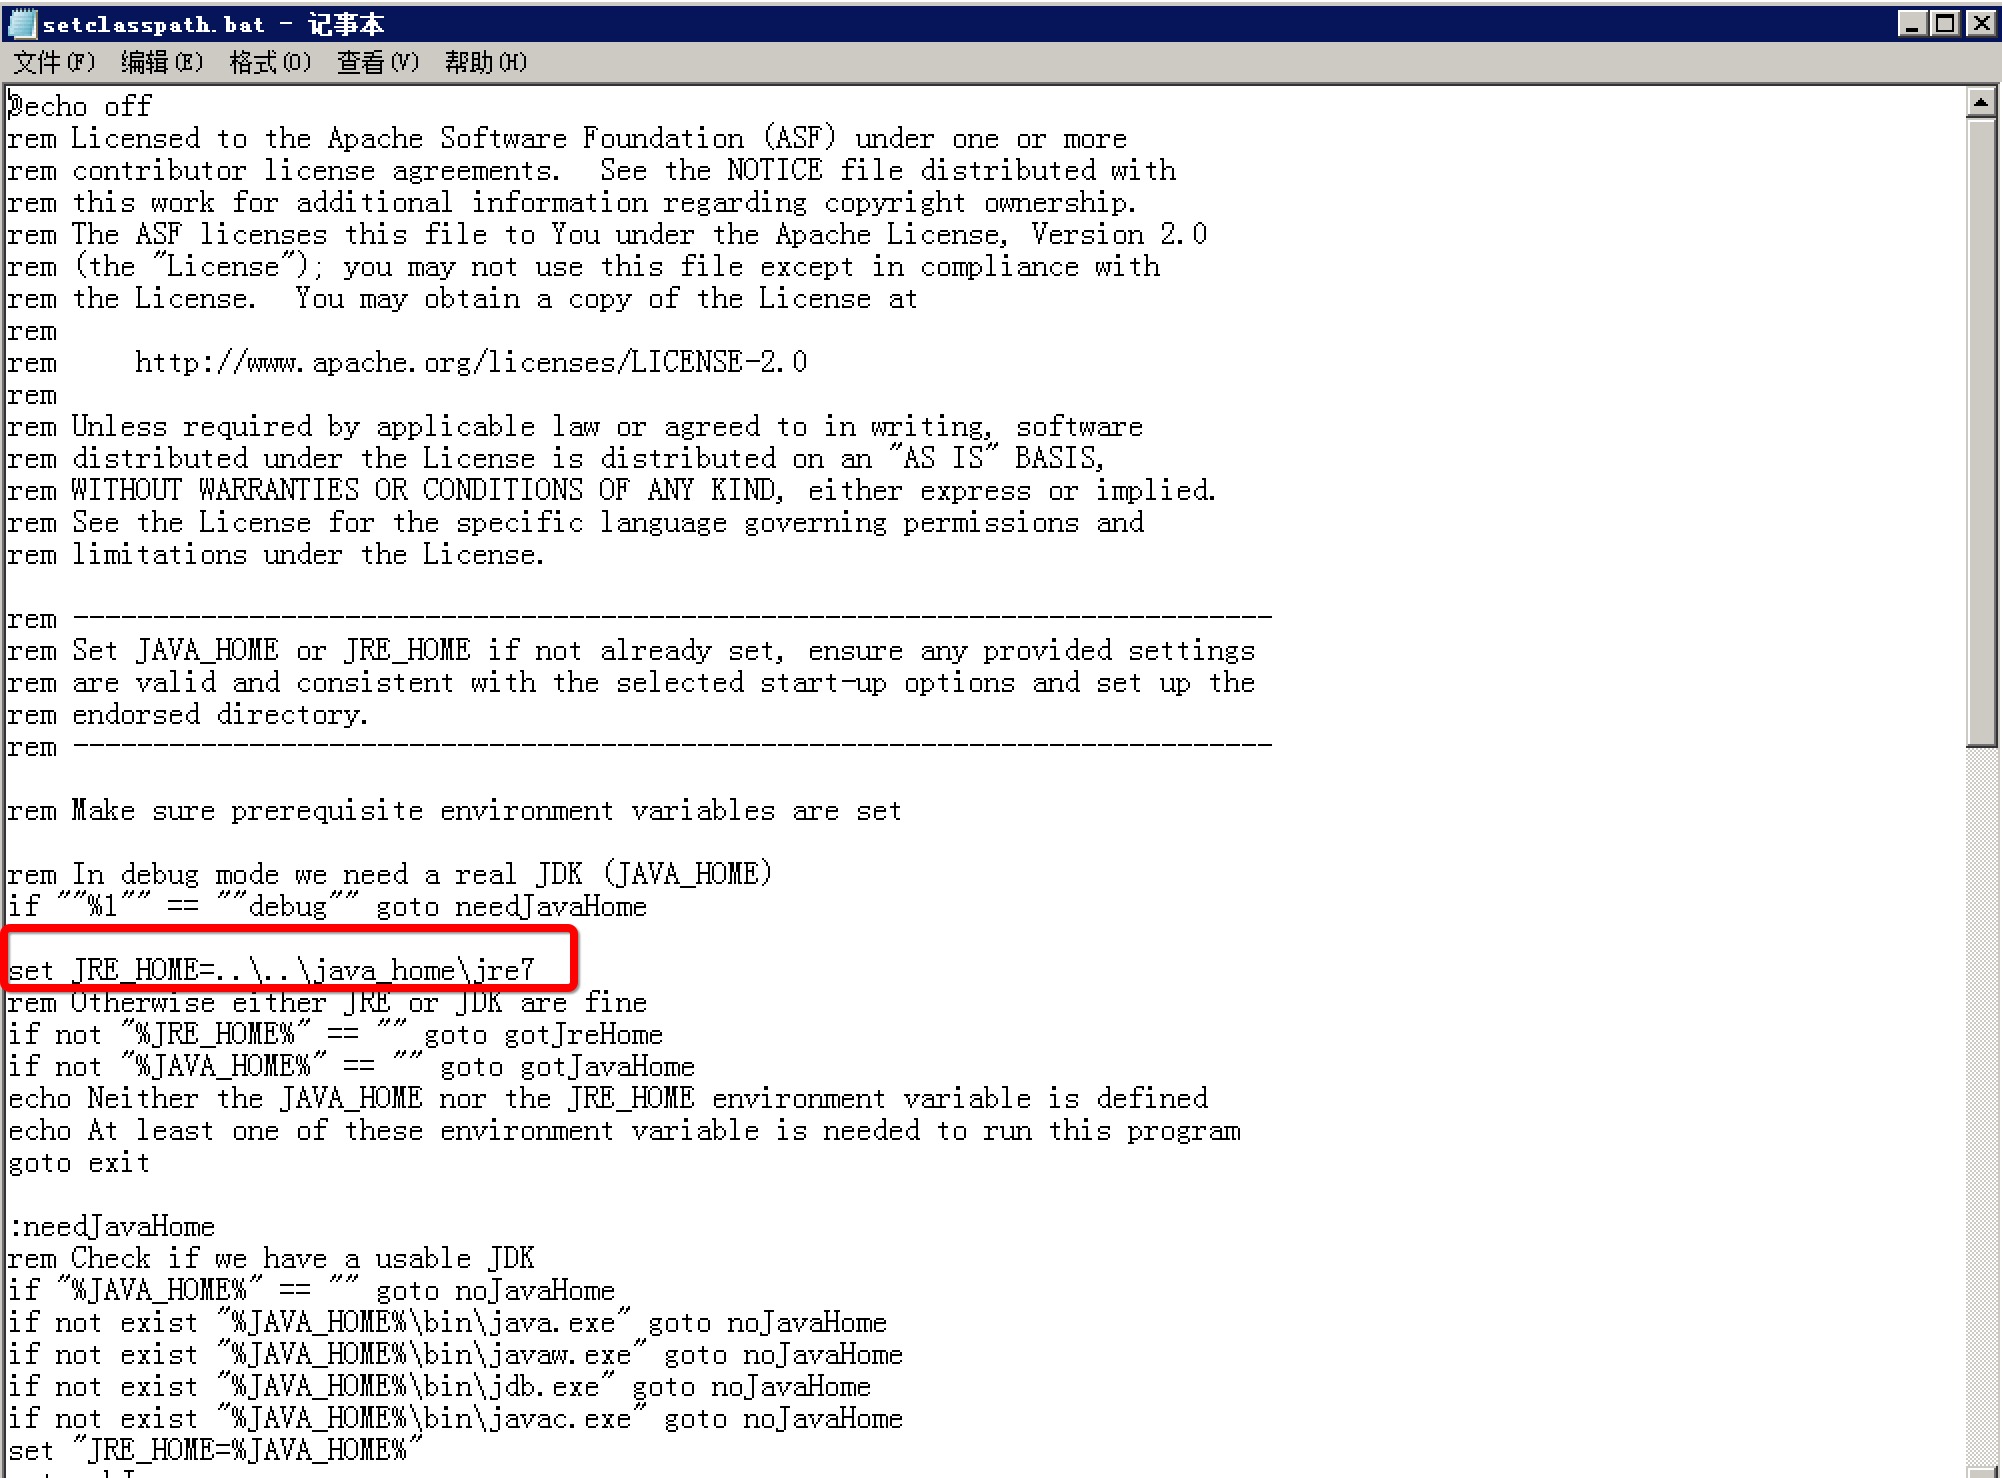 setclasspath.bat - 记事本
文件(F) 编辑(E) 格式(O) 查看(V) 帮助(H)
@echo off
rem Licensed to the Apache Software Foundation (ASF) under one or more
rem contributor license agreements.  See the NOTICE file distributed with
rem this work for additional information regarding copyright ownership.
rem The ASF licenses this file to You under the Apache License, Version 2.0
rem (the "License"); you may not use this file except in compliance with
rem the License.  You may obtain a copy of the License at
rem
rem     http://www.apache.org/licenses/LICENSE-2.0
rem
rem Unless required by applicable law or agreed to in writing, software
rem distributed under the License is distributed on an "AS IS" BASIS,
rem WITHOUT WARRANTIES OR CONDITIONS OF ANY KIND, either express or implied.
rem See the License for the specific language governing permissions and
rem limitations under the License.
rem ---------------------------------------------------------------------------
rem Set JAVA_HOME or JRE_HOME if not already set, ensure any provided settings
rem are valid and consistent with the selected start-up options and set up the
rem endorsed directory.
rem ---------------------------------------------------------------------------
rem Make sure prerequisite environment variables are set
rem In debug mode we need a real JDK (JAVA_HOME)
if ""%1"" == ""debug"" goto needJavaHome
set JRE_HOME=..\..\java_home\jre7
rem Otherwise either JRE or JDK are fine
if not "%JRE_HOME%" == "" goto gotJreHome
if not "%JAVA_HOME%" == "" goto gotJavaHome
echo Neither the JAVA_HOME nor the JRE_HOME environment variable is defined
echo At least one of these environment variable is needed to run this program
goto exit
:needJavaHome
rem Check if we have a usable JDK
if "%JAVA_HOME%" == "" goto noJavaHome
if not exist "%JAVA_HOME%\bin\java.exe" goto noJavaHome
if not exist "%JAVA_HOME%\bin\javaw.exe" goto noJavaHome
if not exist "%JAVA_HOME%\bin\jdb.exe" goto noJavaHome
if not exist "%JAVA_HOME%\bin\javac.exe" goto noJavaHome
set "JRE_HOME=%JAVA_HOME%"